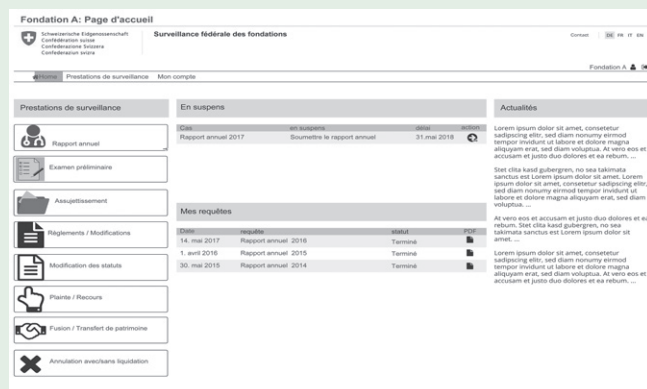 Fondation A: Page d'accueil
Schweizerische Eidgenossenschaft
Confédération suisse
Confederazione Svizzera
Confederaziun svizra
Surveillance fédérale des fondations
Contact DE FR IT EN
Fondation A
Home Prestations de surveillance Mon compte
Prestations de surveillance
Rapport annuel
Examen préliminaire
Assujettissement
Réglements / Modifications
Modification des statuts
Plainte / Recours
Fusion / Transfert de patrimoine
Annulation avec/sans liquidation
En suspens
Cas en suspens délai action
Rapport annuel 2017 Soumettre le rapport annuel 31.mai 2018
Mes requêtes
Date requête statut PDF
14. mai 2017 Rapport annuel 2016 Terminé
1. avril 2016 Rapport annuel 2015 Terminé
30. mai 2015 Rapport annuel 2014 Terminé
Actualités
Lorem ipsum dolor sit amet, consetetur
sadipscing elitr, sed diam nonumy eirmod
tempor invidunt ut labore et dolore magna
aliquyam erat, sed diam voluptua. At vero eos et
accusam et justo duo dolores et ea rebum. ...
Stet clita kasd gubergren, no sea takimata
sanctus est Lorem ipsum dolor sit amet. Lorem
ipsum dolor sit amet, consetetur sadipscing elitr,
sed diam nonumy eirmod tempor invidunt ut
labore et dolore magna aliquyam erat, sed diam
voluptua. ...
At vero eos et accusam et justo duo dolores et ea
rebum. Stet clita kasd gubergren, no sea
takimata sanctus est Lorem ipsum dolor sit
amet. ...
Lorem ipsum dolor sit amet, consetetur
sadipscing elitr, sed diam nonumy eirmod
tempor invidunt ut labore et dolore magna
aliquyam erat, sed diam voluptua. At vero eos et
accusam et justo duo dolores et ea rebum. ...